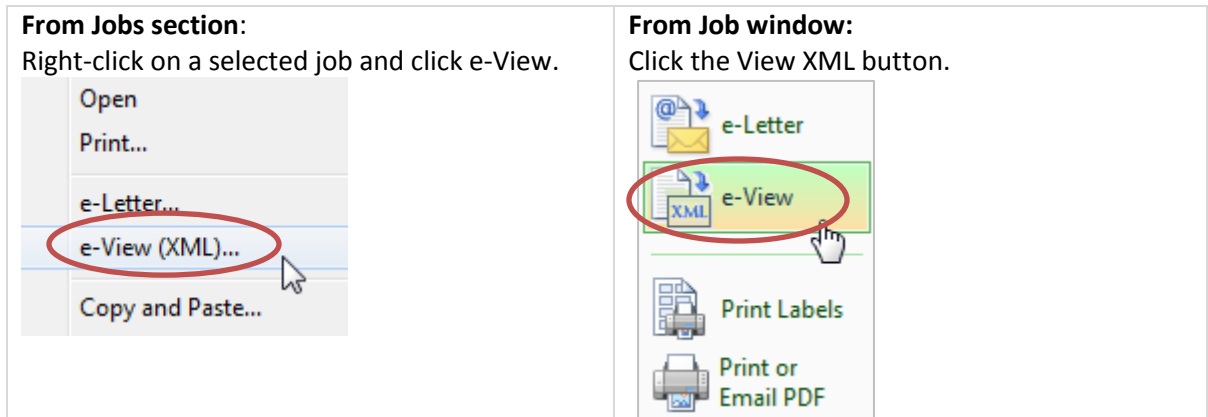 From Jobs section:
Right-click on a selected job and click e-View.
Open
Print...
e-Letter...
e-View (XML)...
Copy and Paste...
From Job window:
Click the View XML button.
@
e-Letter
XML
e-View
Print Labels
Print or
Email PDF